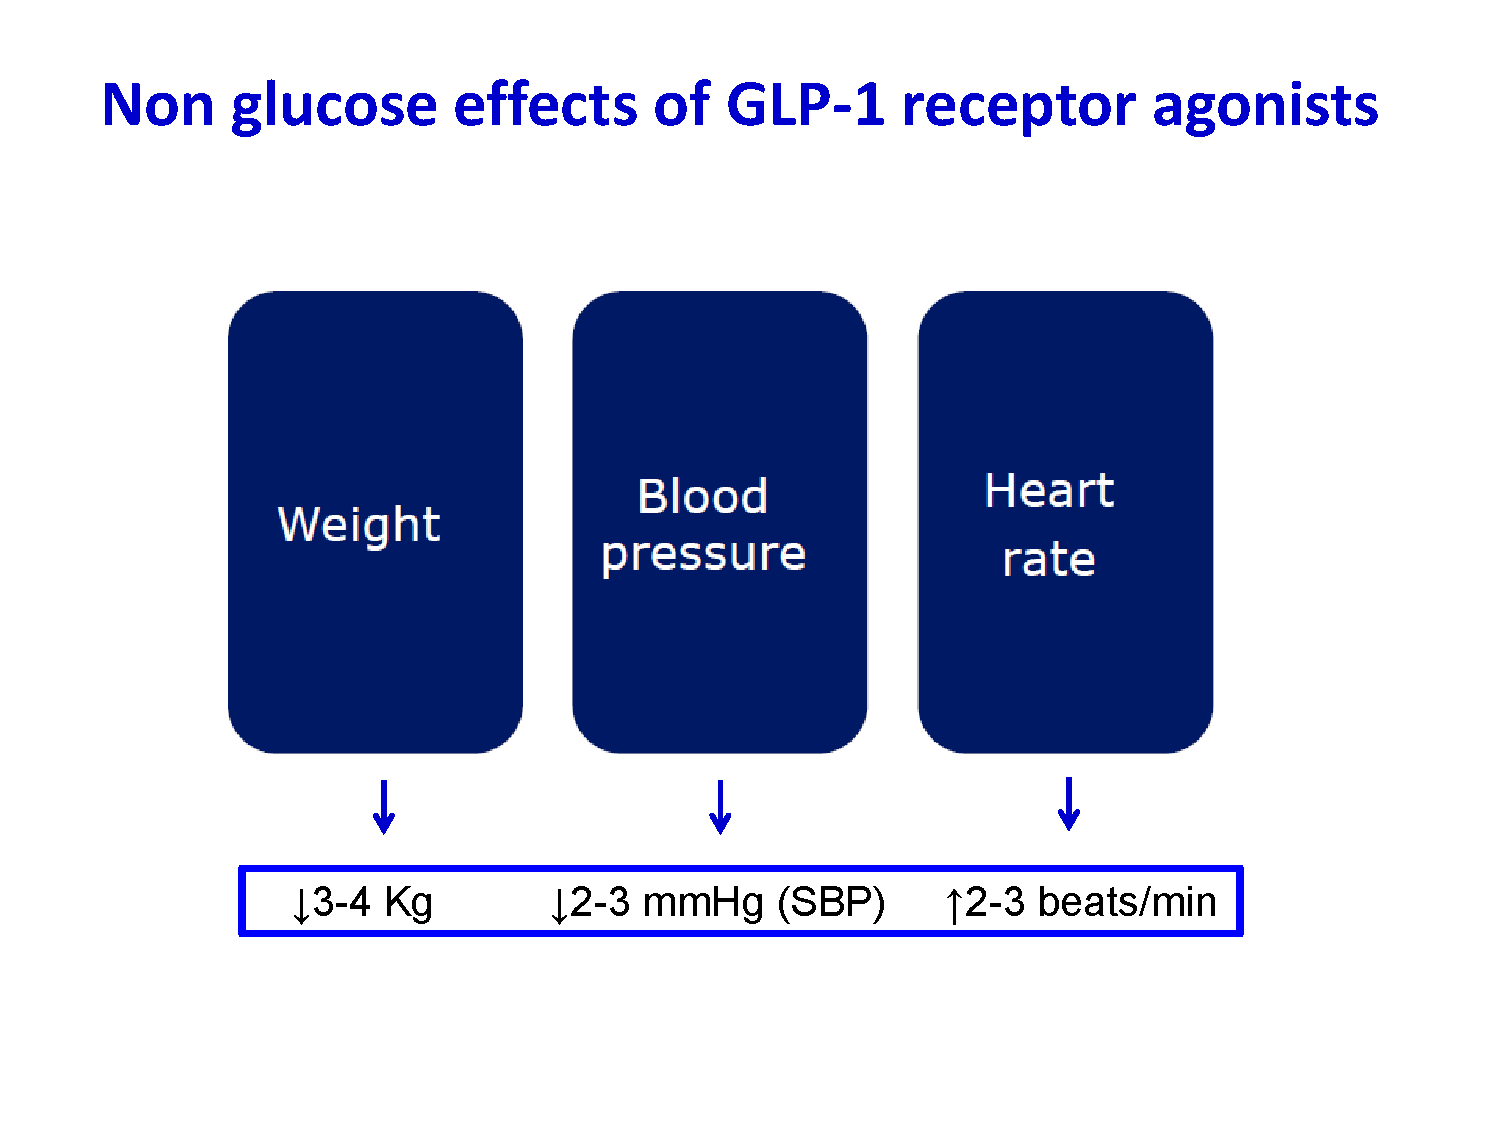 Non glucose effects of GLP-1 receptor agonists
Weight
Blood
pressure
Heart
rate
↓3-4 Kg ↓2-3 mmHg (SBP) ↑2-3 beats/min